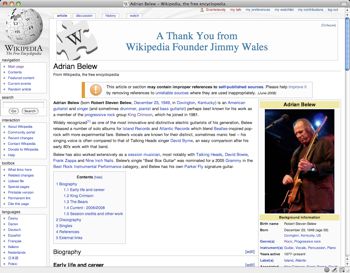 Adrian Belew - Wikipedia, the free encyclopedia
my talk my preferences my watchlist my contributions log out
article discussion history watch
WIKIPEDIA
The Free Encyclopedia
A Thank You from
Wikipedia Founder Jimmy Wales
navigation
Main page
Contents
Featured content
Current events
Random article
search
Go Search
interaction
About Wikipedia
Community portal
Recent changes
Contact Wikipedia
Donate to Wikipedia
Help
toolbox
What links here
Related changes
Upload file
Special pages
Printable version
Permanent link
Cite this page
languages
Česky
Dansk
Deutsch
Español
Français
Italiano
Nederlands
日本語
Polski
Adrian Belew
From Wikipedia, the free encyclopedia
This article or section may contain improper references to self-published sources. Please help improve it
by removing references to unreliable sources where they are used inappropriately.
Adrian Belew (born Robert Steven Belew, December 23, 1949, in Covington, Kentucky) is an American
guitarist and singer (and sometimes drummer, pianist and bass guitarist) perhaps best known for his work as
a member of the progressive rock group King Crimson, which he joined in 1981.
Widely recognized as one of the most innovative and distinctive electric guitarists of his generation, Belew
released a number of solo albums for Island Records and Atlantic Records which blend Beatles-inspired pop-
rock with more experimental fare. Belew's vocals are known for their distinct, sometimes manic feel - his
singing voice is often compared to that of Talking Heads singer David Byrne, an easy comparison after his
early 80s work with that band.
Belew has also worked extensively as a session musician, most notably with Talking Heads, David Bowie,
Frank Zappa and Nine Inch Nails. Belew's single "Beat Box Guitar" was nominated for a 2005 Grammy in the
Best Rock Instrumental Performance category, and Belew has his own Parker Fly signature guitar.
Contents [hide]
1 Biography
1.1 Early life and career
1.2 King Crimson
1.3 The Bears
1.4 Current: 2006/2008
1.5 Session credits and other work
2 Discography
3 Singles
4 References
5 External links
Biography [edit]
Early life and career [edit]
Adrian Belew
Background information
Birth name Robert Steven Belew
Born December 23, 1949
Covington, Kentucky, US
Genre(s) Rock, Progressive rock
Instrument(s) Guitar, Vocals, Percussion, Piano
Years active 1977-present
Label(s) Island, Atlantic